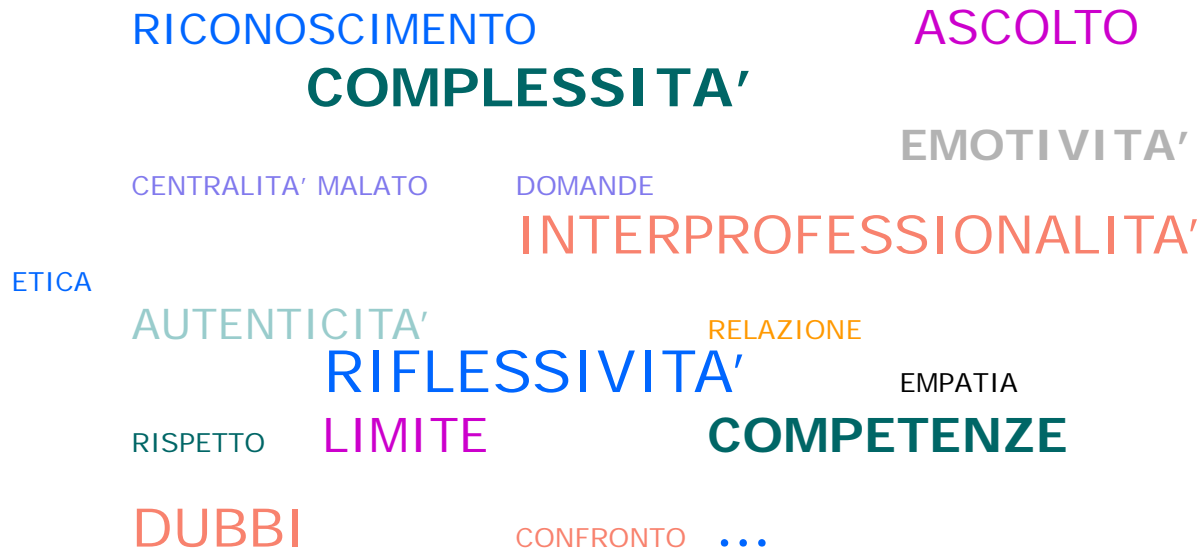 RICONOSCIMENTO ASCOLTO
COMPLESSITA'
EMOTIVITA'
CENTRALITA' MALATO DOMANDE
INTERPROFESSIONALITA'
ETICA
AUTENTICITA' RELAZIONE
RIFLESSIVITA' EMPATIA
RISPETTO LIMITE COMPETENZE
DUBBI CONFRONTO ...